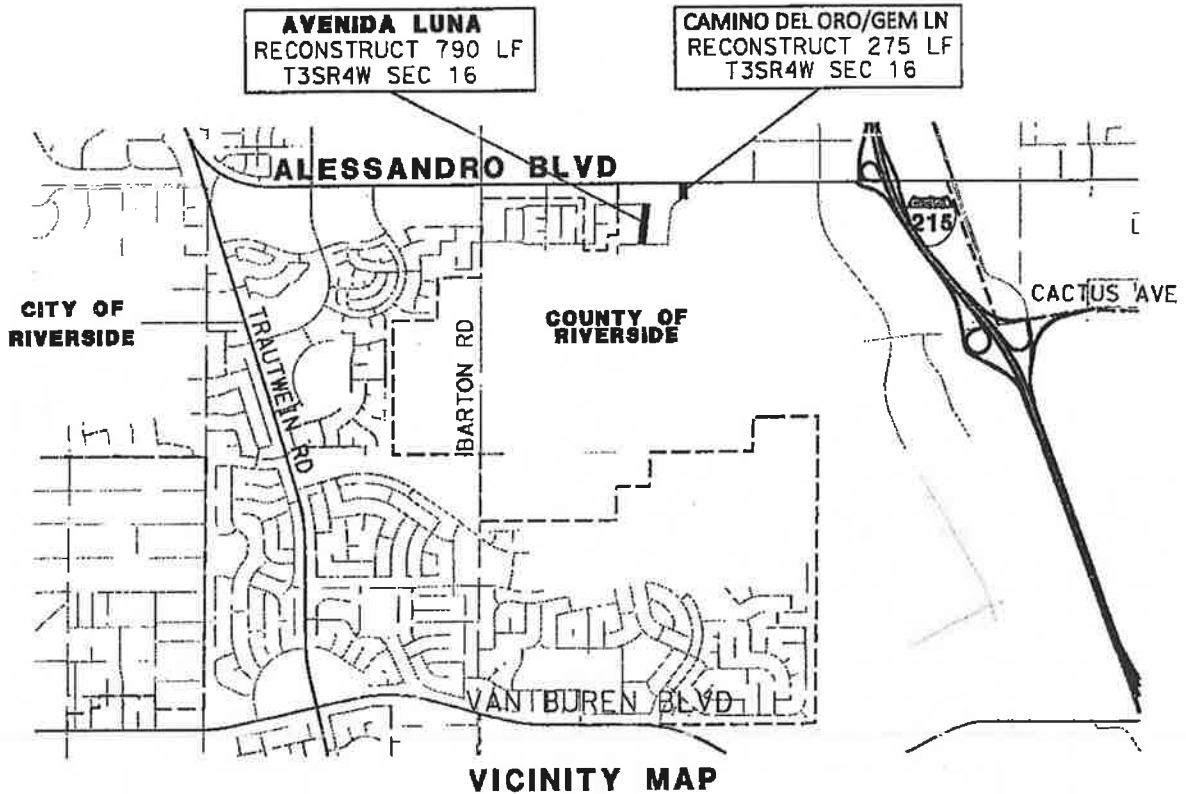 AVENIDA LUNA
RECONSTRUCT 790 LF
T3SR4W SEC 16
CAMINO DEL ORO/GEM LN
RECONSTRUCT 275 LF
T3SR4W SEC 16
ALESSANDRO BLVD
215
CACTUS AVE
CITY OF
RIVERSIDE
TRAUTWEIN RD
BARTON RD
COUNTY OF
RIVERSIDE
VAN BUREN BLVD
VICINITY MAP